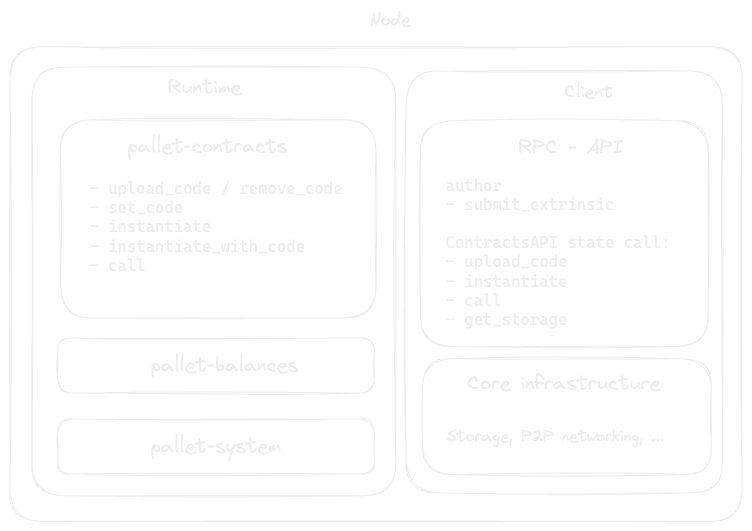 Node
Runtime
pallet-contracts
- upload_code / remove_code
- set_code
- instantiate
- instantiate_with_code
- call
pallet-balances
pallet-system
Client
RPC - API
author
- submit_extrinsic
ContractsAPI state call:
- upload_code
- instantiate
- call
- get_storage
Core infrastructure
Storage, P2P networking, ...